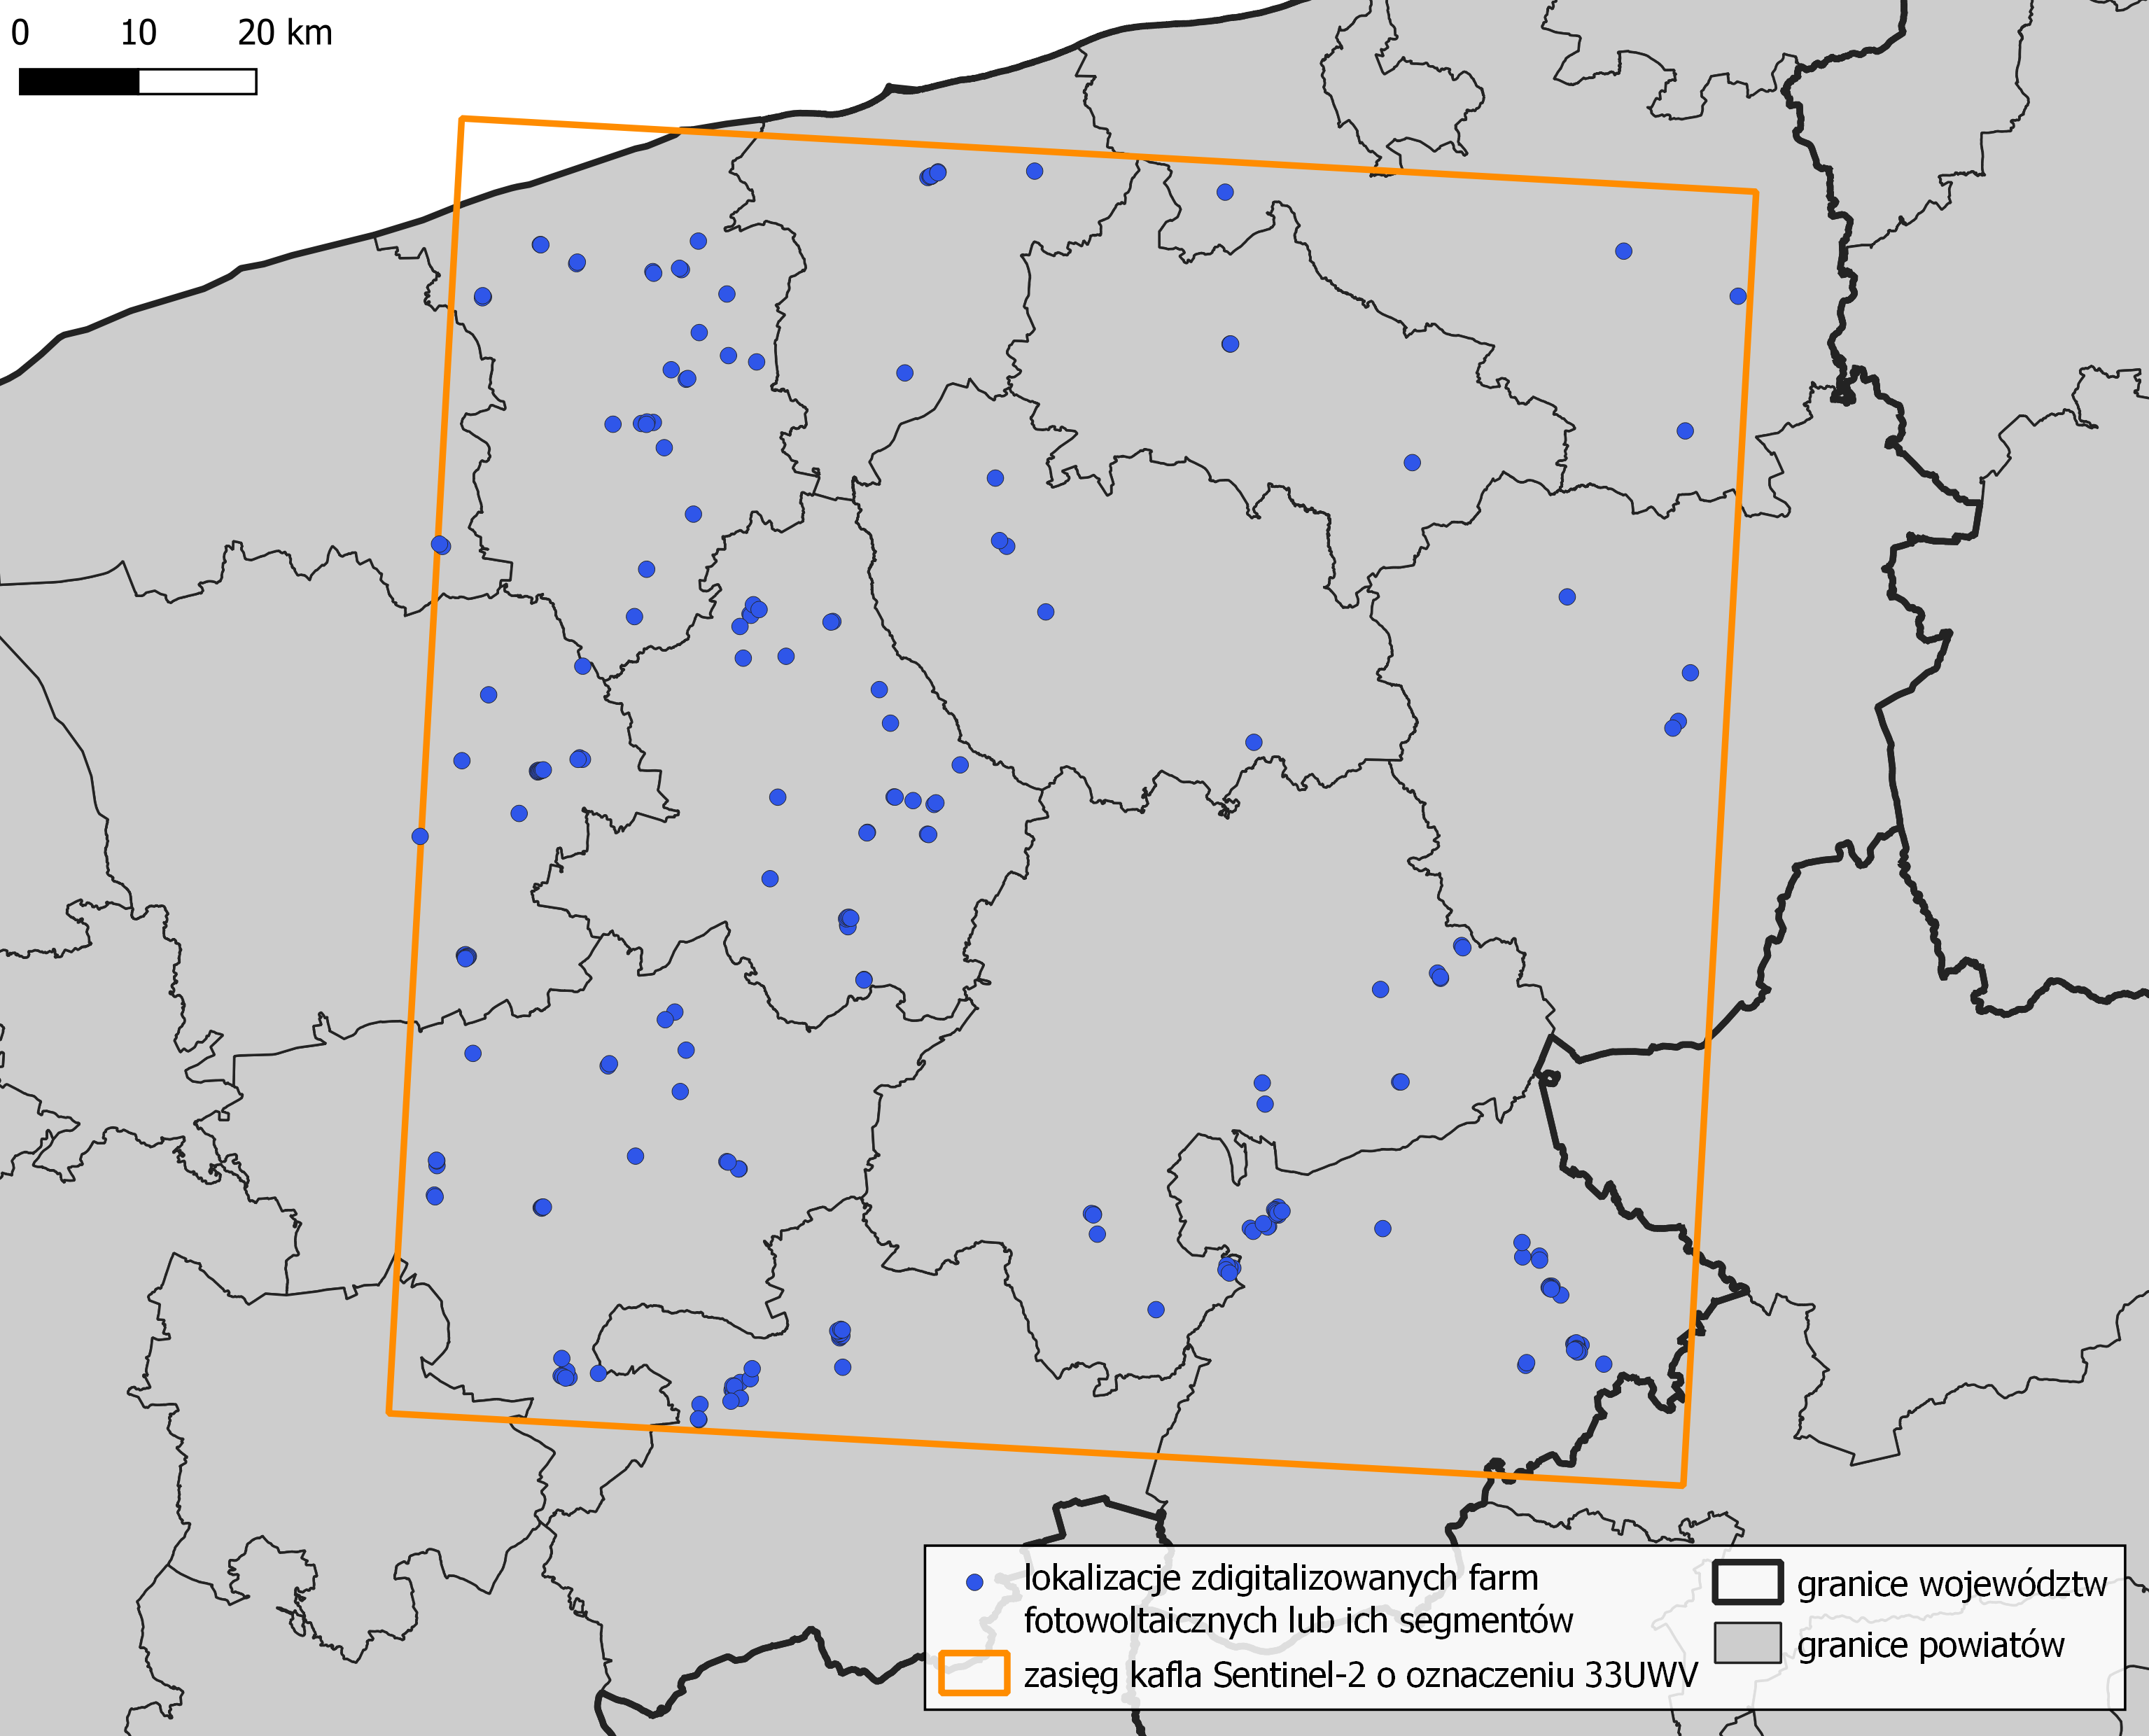 0 10 20 km
lokalizacje zdigitalizowanych farm
fotowoltaicznych lub ich segmentów
zasięg kafla Sentinel-2 o oznaczeniu 33UWV
granice województw
granice powiatów